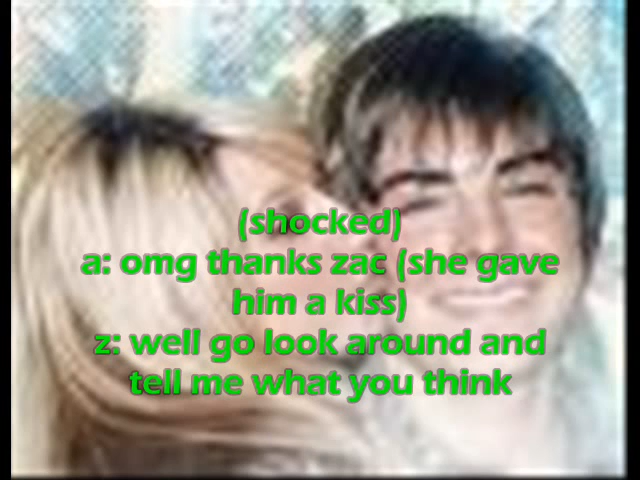 (shocked)
a: omg thanks zac (she gave
him a kiss)
z: well go look around and
tell me what you think